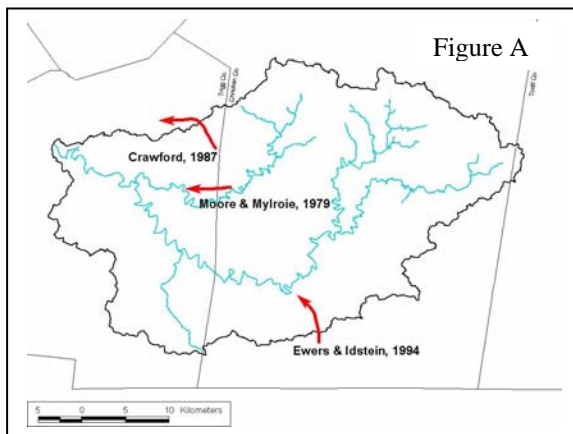 Figure A
Trigg Co
Christian Co
Todd Co
Crawford, 1987
Moore & Mylroie, 1979
Ewers & Idstein, 1994
5 0 5 10 Kilometers